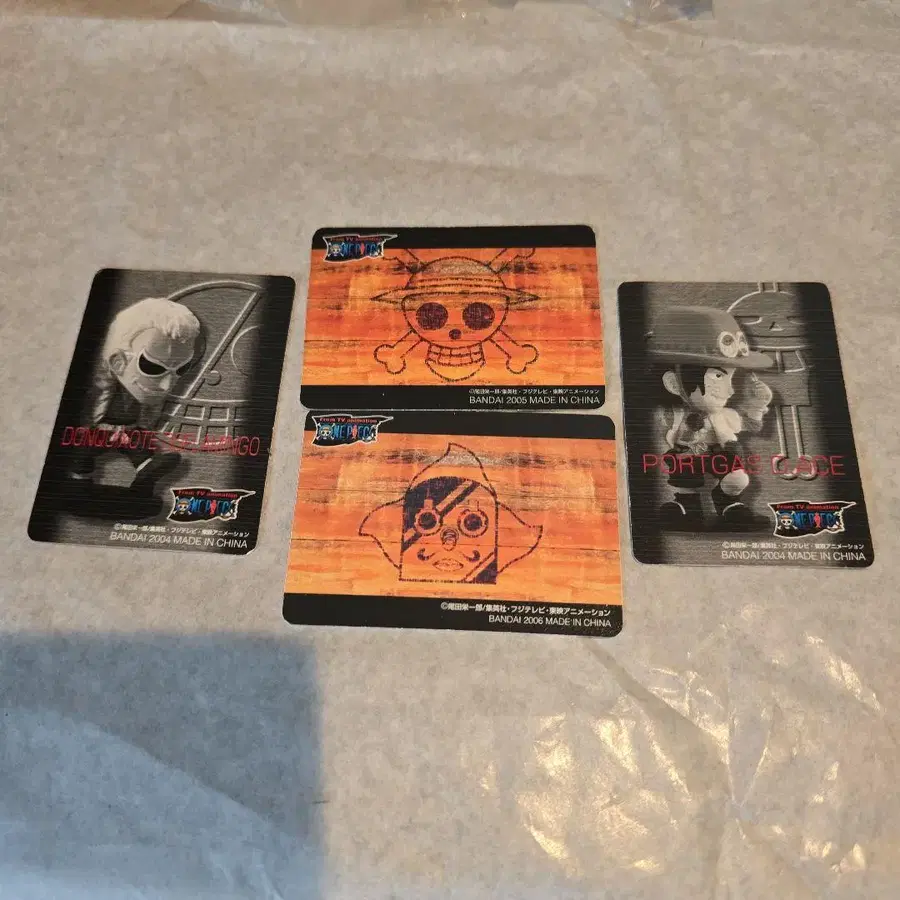 DONQUIXOTE DOFLAMINGO
From TV animation
ONE PIECE
©尾田栄一郎/集英社・フジテレビ・東映アニメーション
BANDAI 2004 MADE IN CHINA
From TV animation
ONE PIECE
©尾田栄一郎/集英社・フジテレビ・東映アニメーション
BANDAI 2005 MADE IN CHINA
From TV animation
ONE PIECE
©尾田栄一郎/集英社・フジテレビ・東映アニメーション
BANDAI 2006 MADE IN CHINA
PORTGAS D. ACE
From TV animation
ONE PIECE
©尾田栄一郎/集英社・フジテレビ・東映アニメーション
BANDAI 2004 MADE IN CHINA